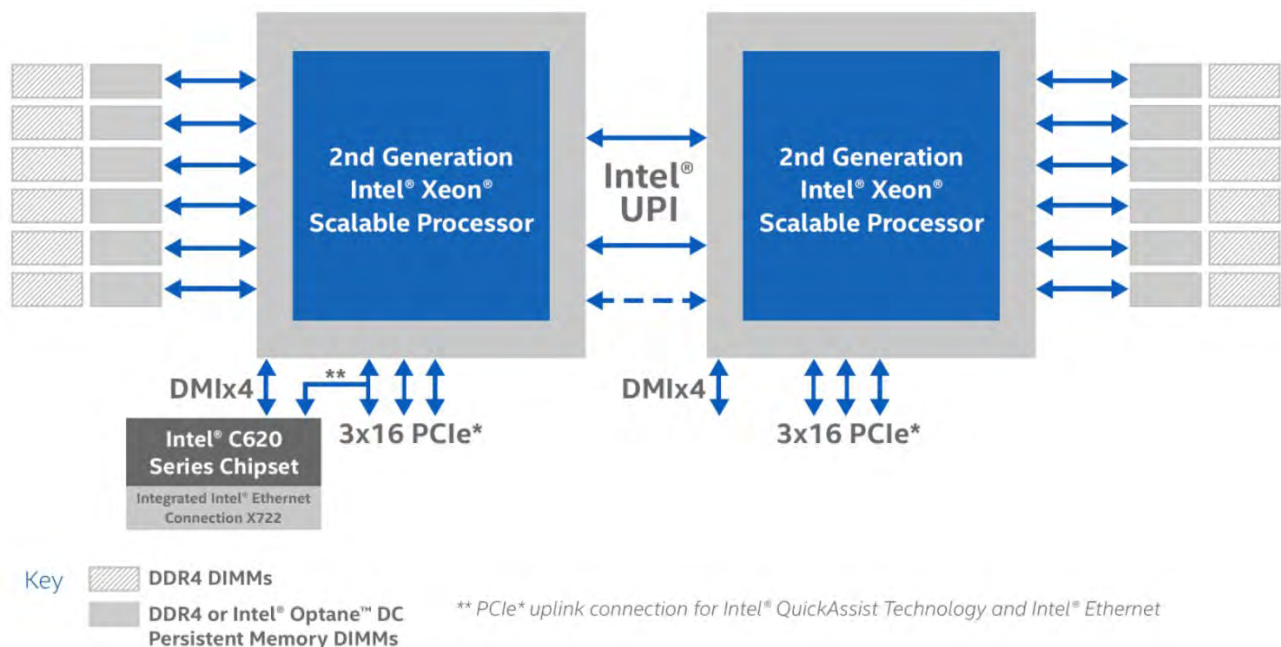 2nd Generation
Intel® Xeon®
Scalable Processor
Intel®
UPI
2nd Generation
Intel® Xeon®
Scalable Processor
DMIx4
**
3x16 PCIe*
DMIx4
3x16 PCIe*
Intel® C620
Series Chipset
Integrated Intel® Ethernet
Connection X722
Key
DDR4 DIMMs
DDR4 or Intel® Optane™ DC
Persistent Memory DIMMs
** PCIe* uplink connection for Intel® QuickAssist Technology and Intel® Ethernet